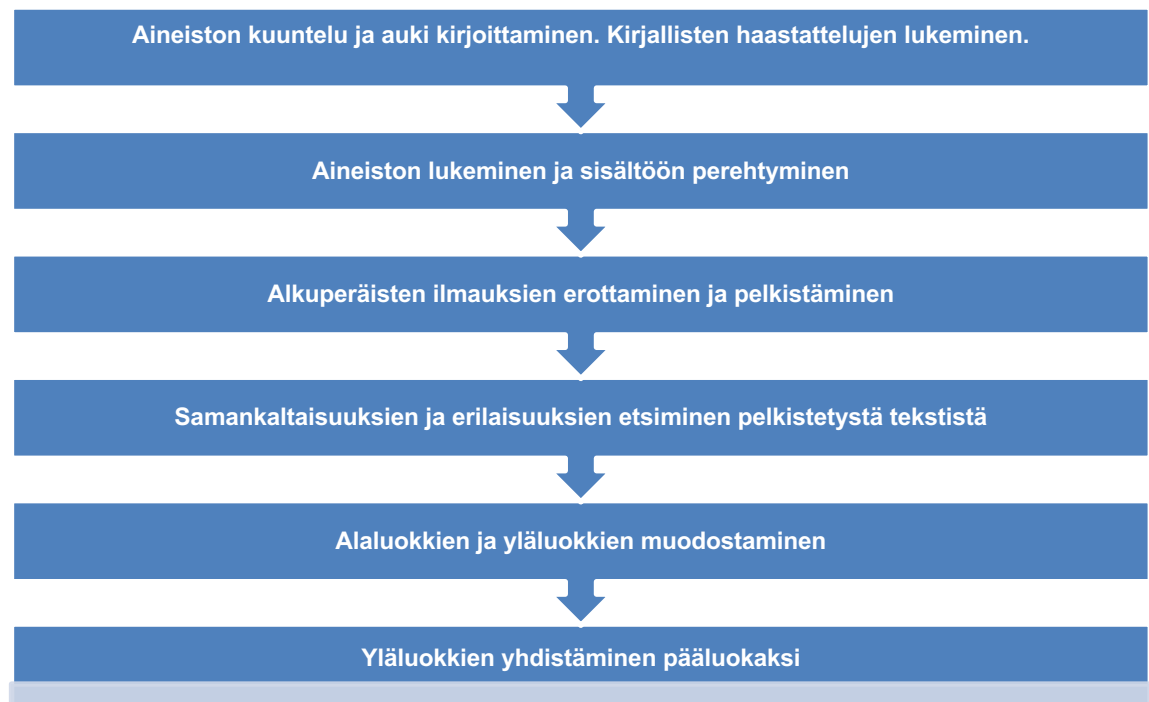 Aineiston kuuntelu ja auki kirjoittaminen. Kirjallisten haastattelujen lukeminen.
Aineiston lukeminen ja sisältöön perehtyminen
Alkuperäisten ilmauksien erottaminen ja pelkistäminen
Samankaltaisuuksien ja erilaisuuksien etsiminen pelkistetystä tekstistä
Alaluokkien ja yläluokkien muodostaminen
Yläluokkien yhdistäminen pääluokaksi